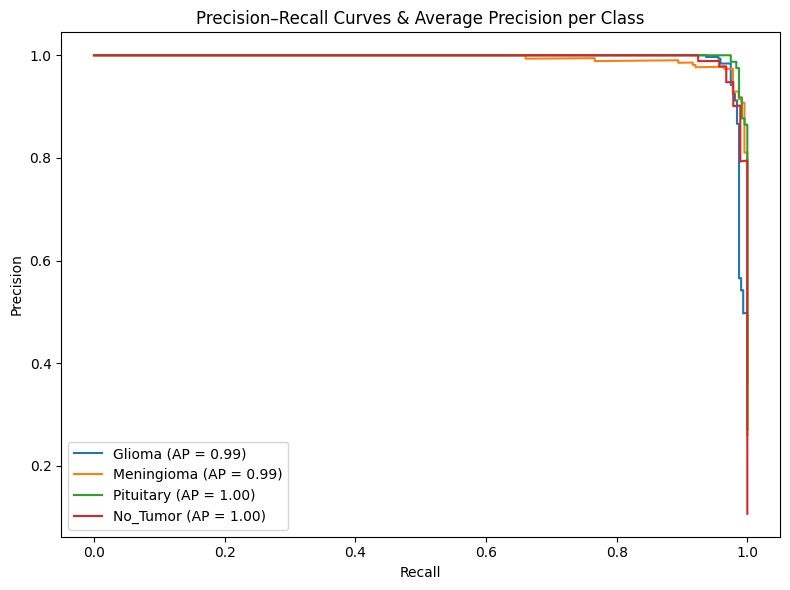 Precision–Recall Curves & Average Precision per Class
Precision
1.0
0.8
0.6
0.4
0.2
Glioma (AP = 0.99)
Meningioma (AP = 0.99)
Pituitary (AP = 1.00)
No_Tumor (AP = 1.00)
0.0
0.2
0.4
0.6
0.8
1.0
Recall